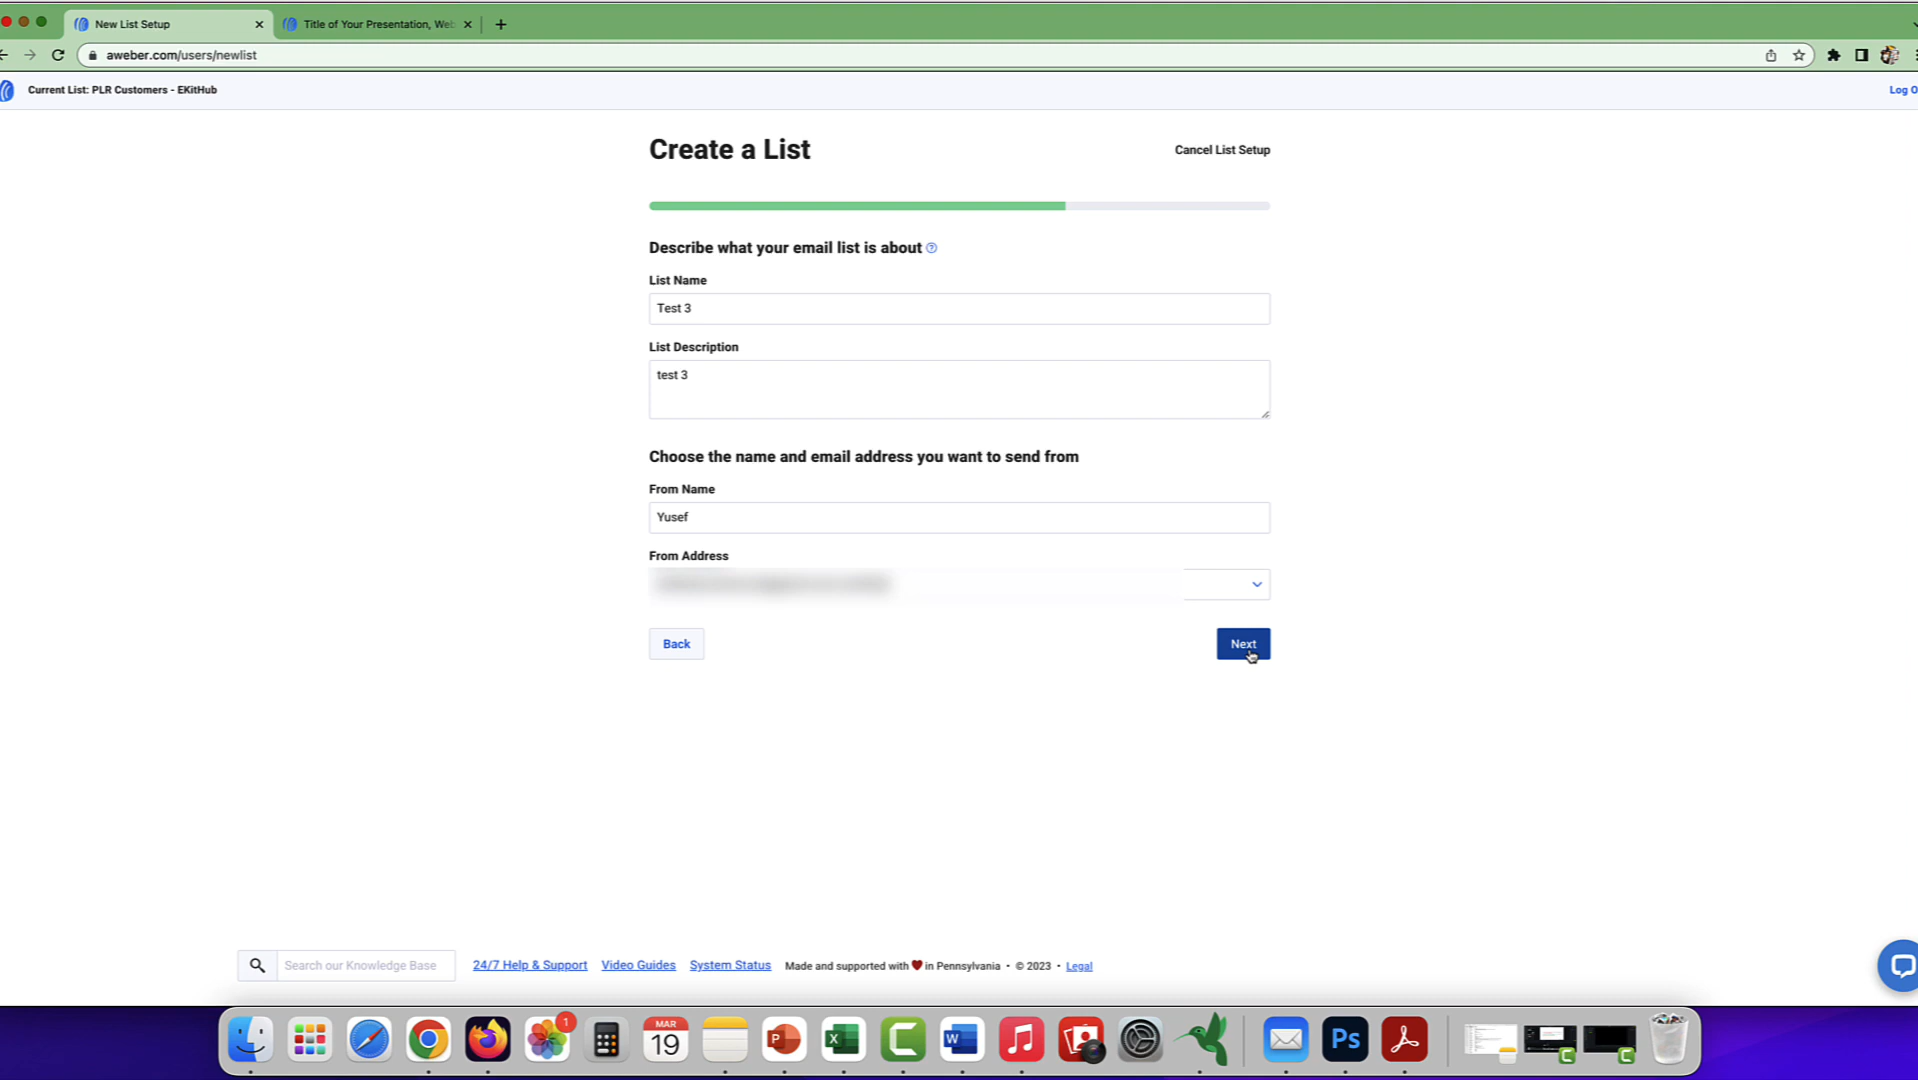 New List Setup
Title of Your Presentation, Web
aweber.com/users/newlist
Current List: PLR Customers - EKitHub
Log O
Create a List
Cancel List Setup
Describe what your email list is about
List Name
Test 3
List Description
test 3
Choose the name and email address you want to send from
From Name
Yusef
From Address
Back
Next
Search our Knowledge Base
24/7 Help & Support
Video Guides
System Status
Made and supported with ❤ in Pennsylvania • © 2023 • Legal
1
MAR
19
P
X
C
W
Ps